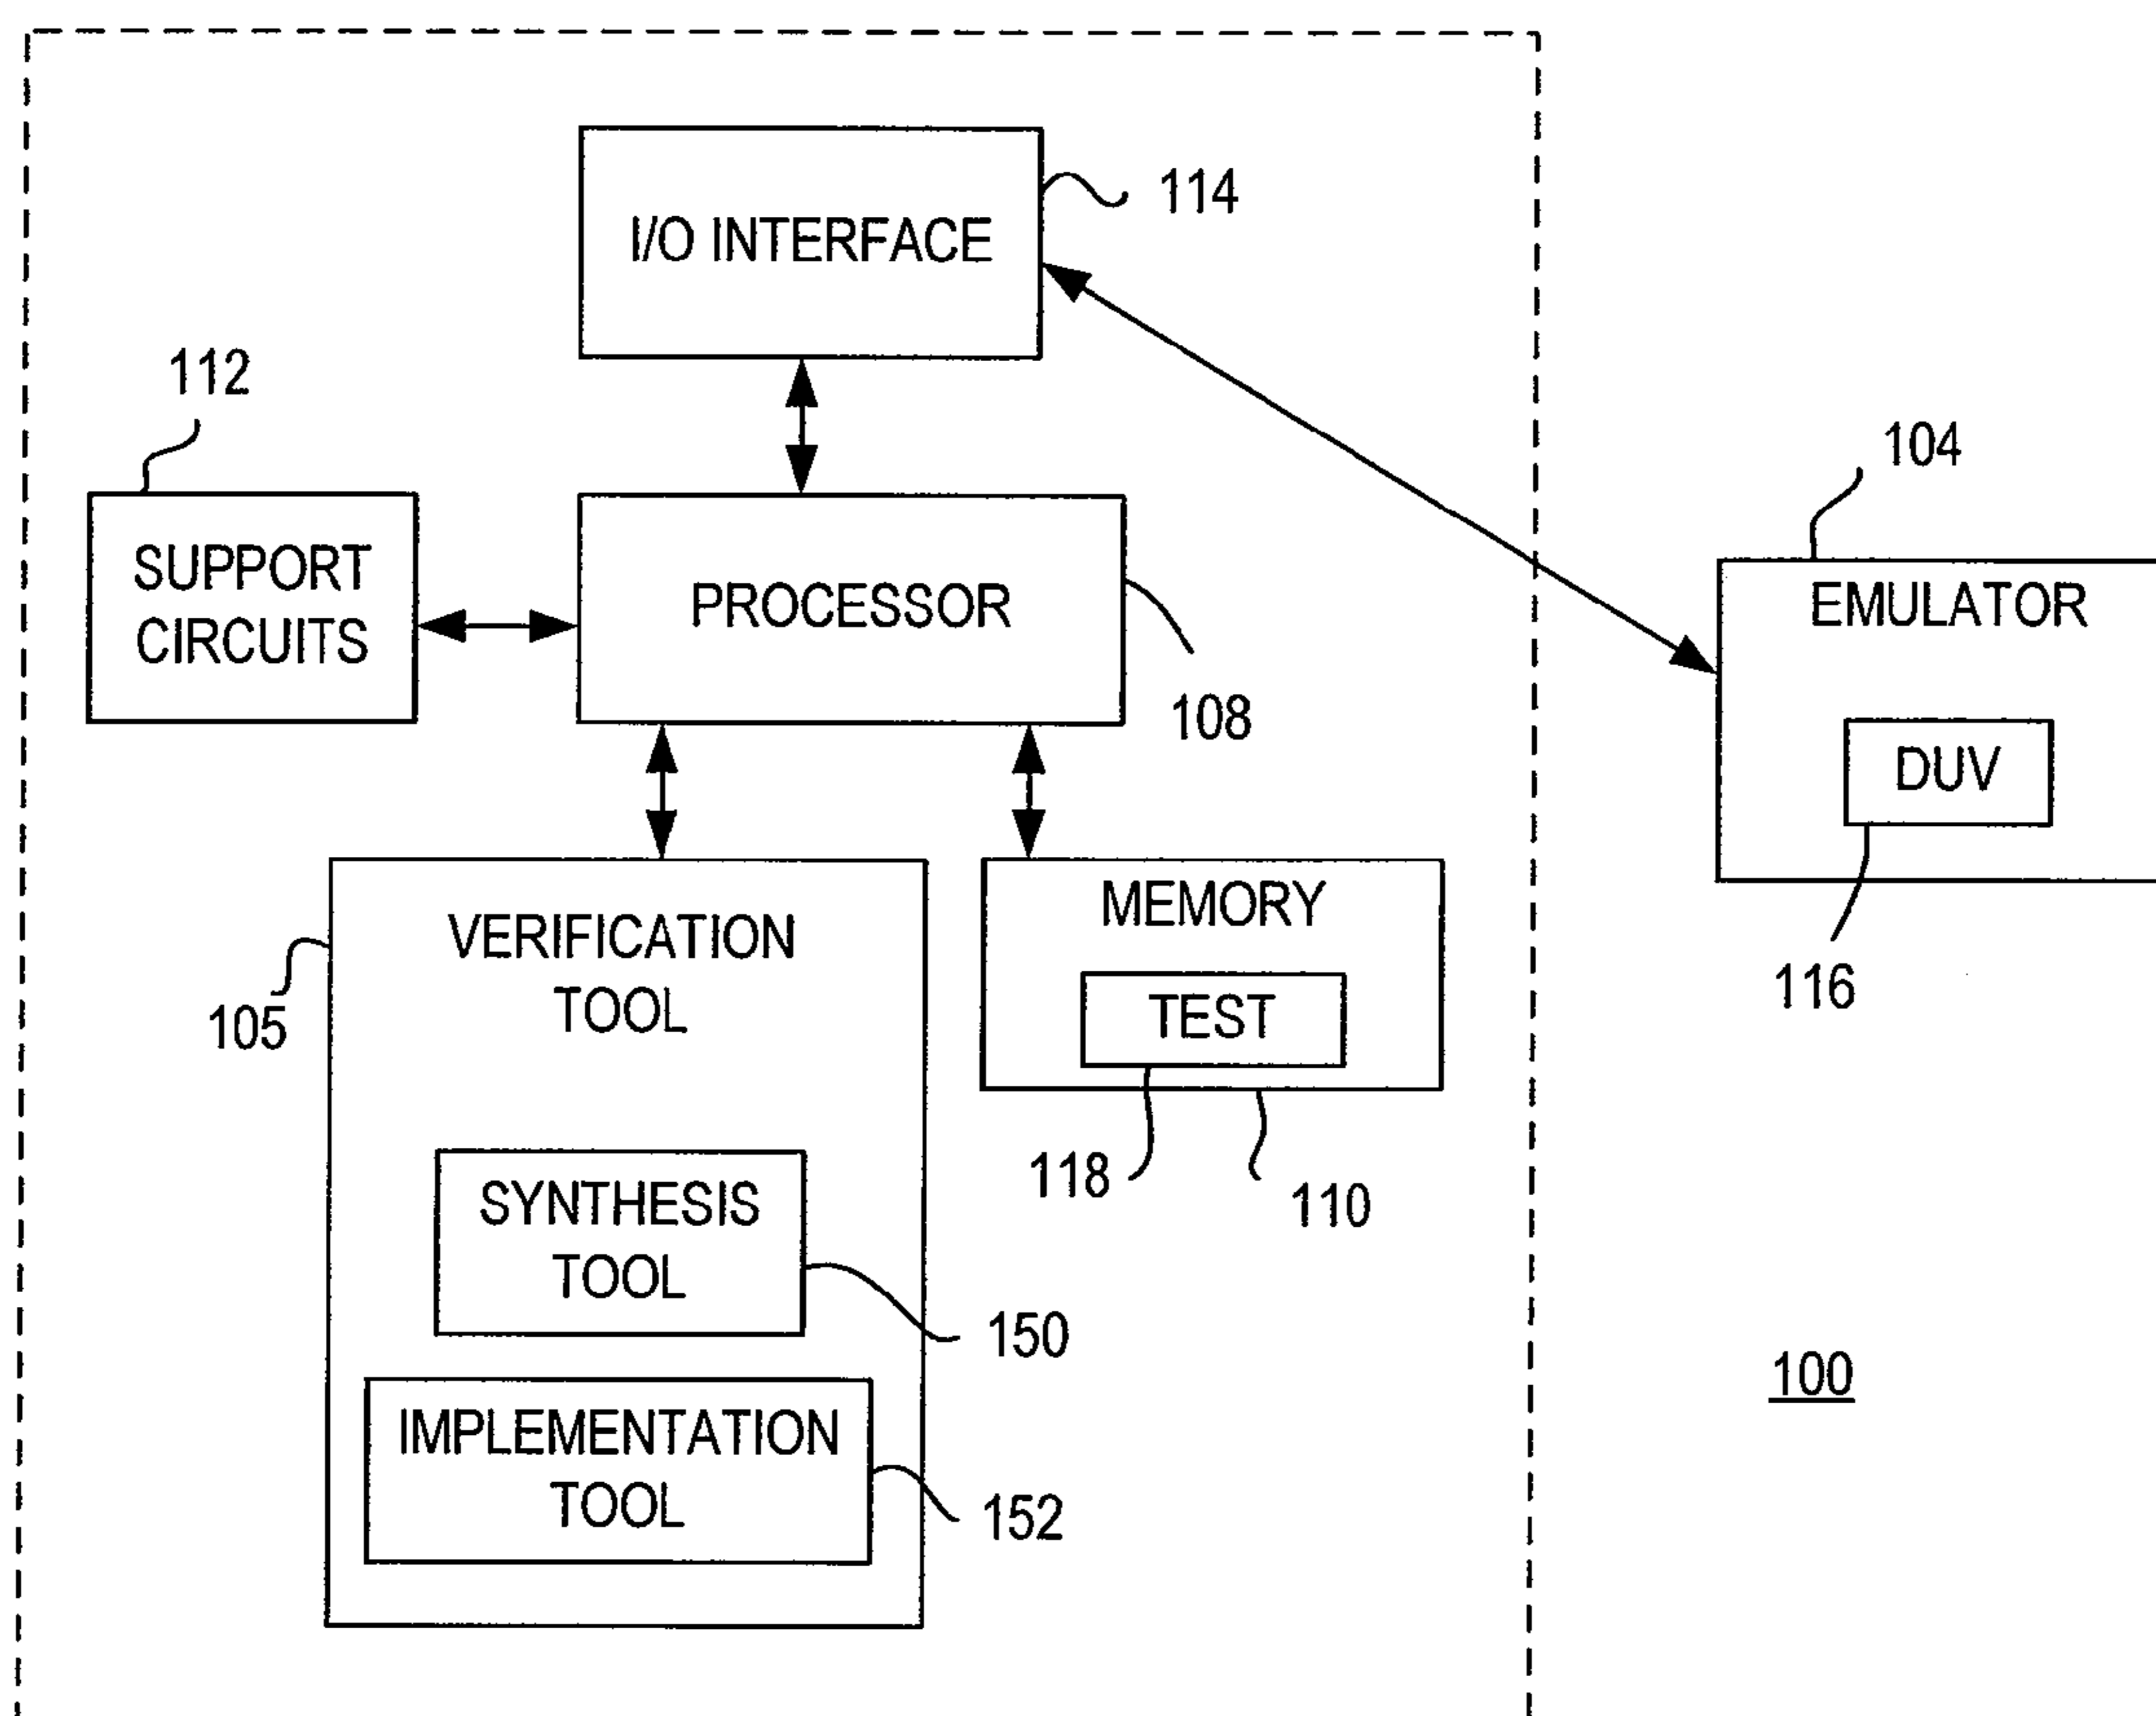 I/O INTERFACE
114
112
SUPPORT
CIRCUITS
PROCESSOR
108
104
EMULATOR
DUV
116
105
VERIFICATION
TOOL
MEMORY
TEST
118
110
SYNTHESIS
TOOL
150
IMPLEMENTATION
TOOL
152
100